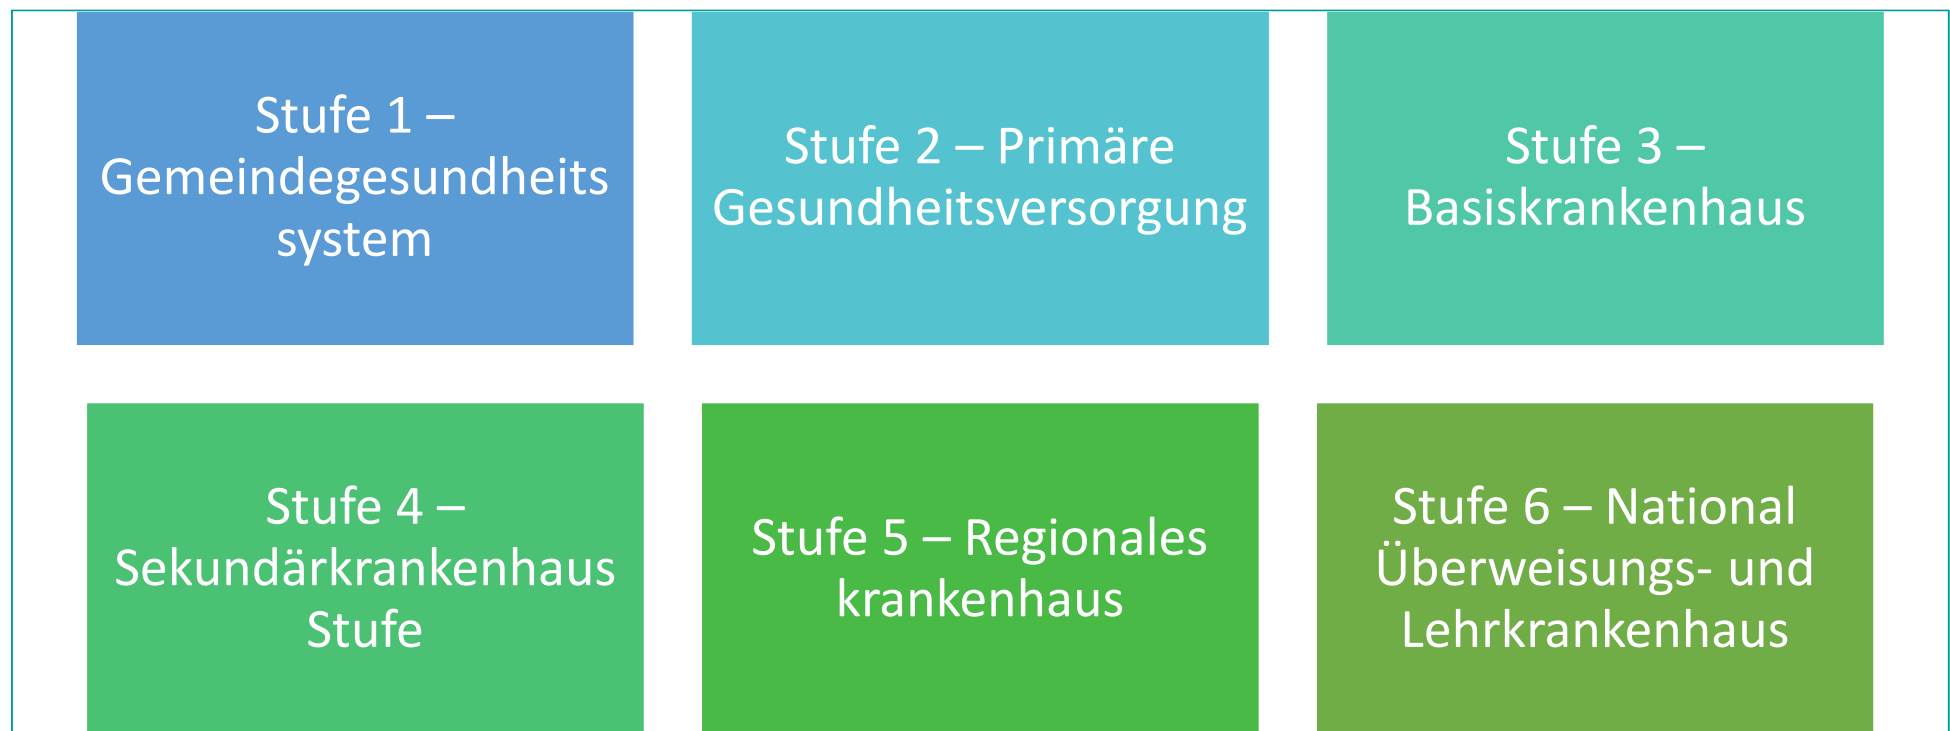 Stufe 1 –
Gemeindegesundheits
system
Stufe 2 – Primäre
Gesundheitsversorgung
Stufe 3 –
Basiskrankenhaus
Stufe 4 –
Sekundärkrankenhaus
Stufe
Stufe 5 – Regionales
krankenhaus
Stufe 6 – National
Überweisungs- und
Lehrkrankenhaus